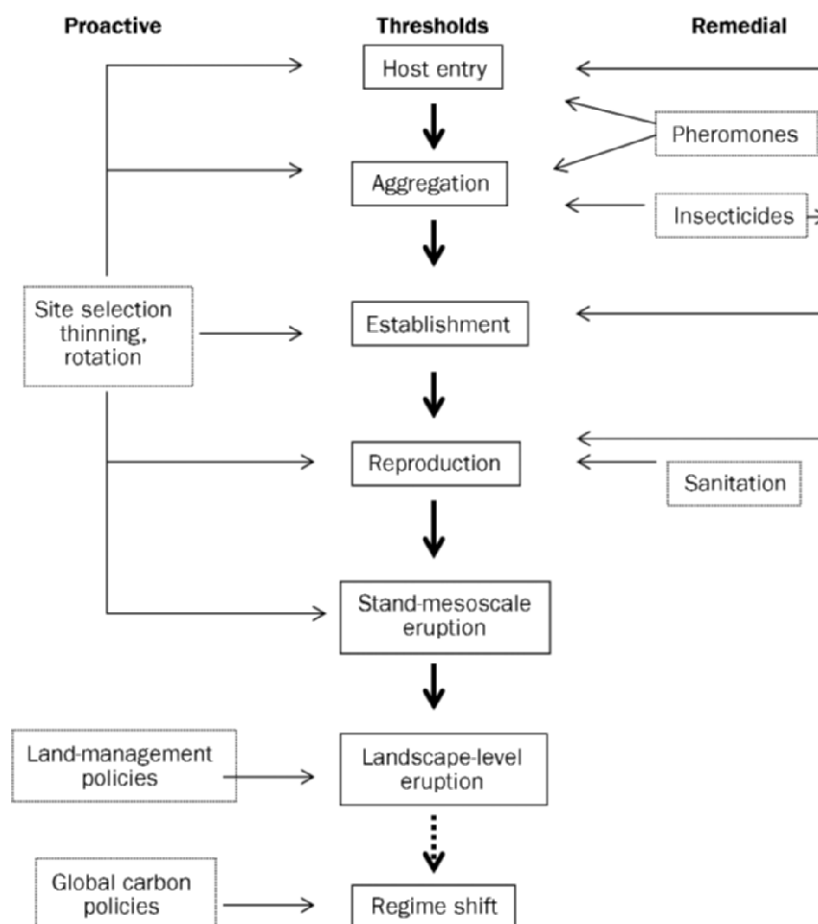 Proactive
Thresholds
Remedial
Host entry
Pheromones
Aggregation
Insecticides
Site selection
thinning,
rotation
Establishment
Reproduction
Sanitation
Stand-mesoscale
eruption
Land-management
policies
Landscape-level
eruption
Global carbon
policies
Regime shift